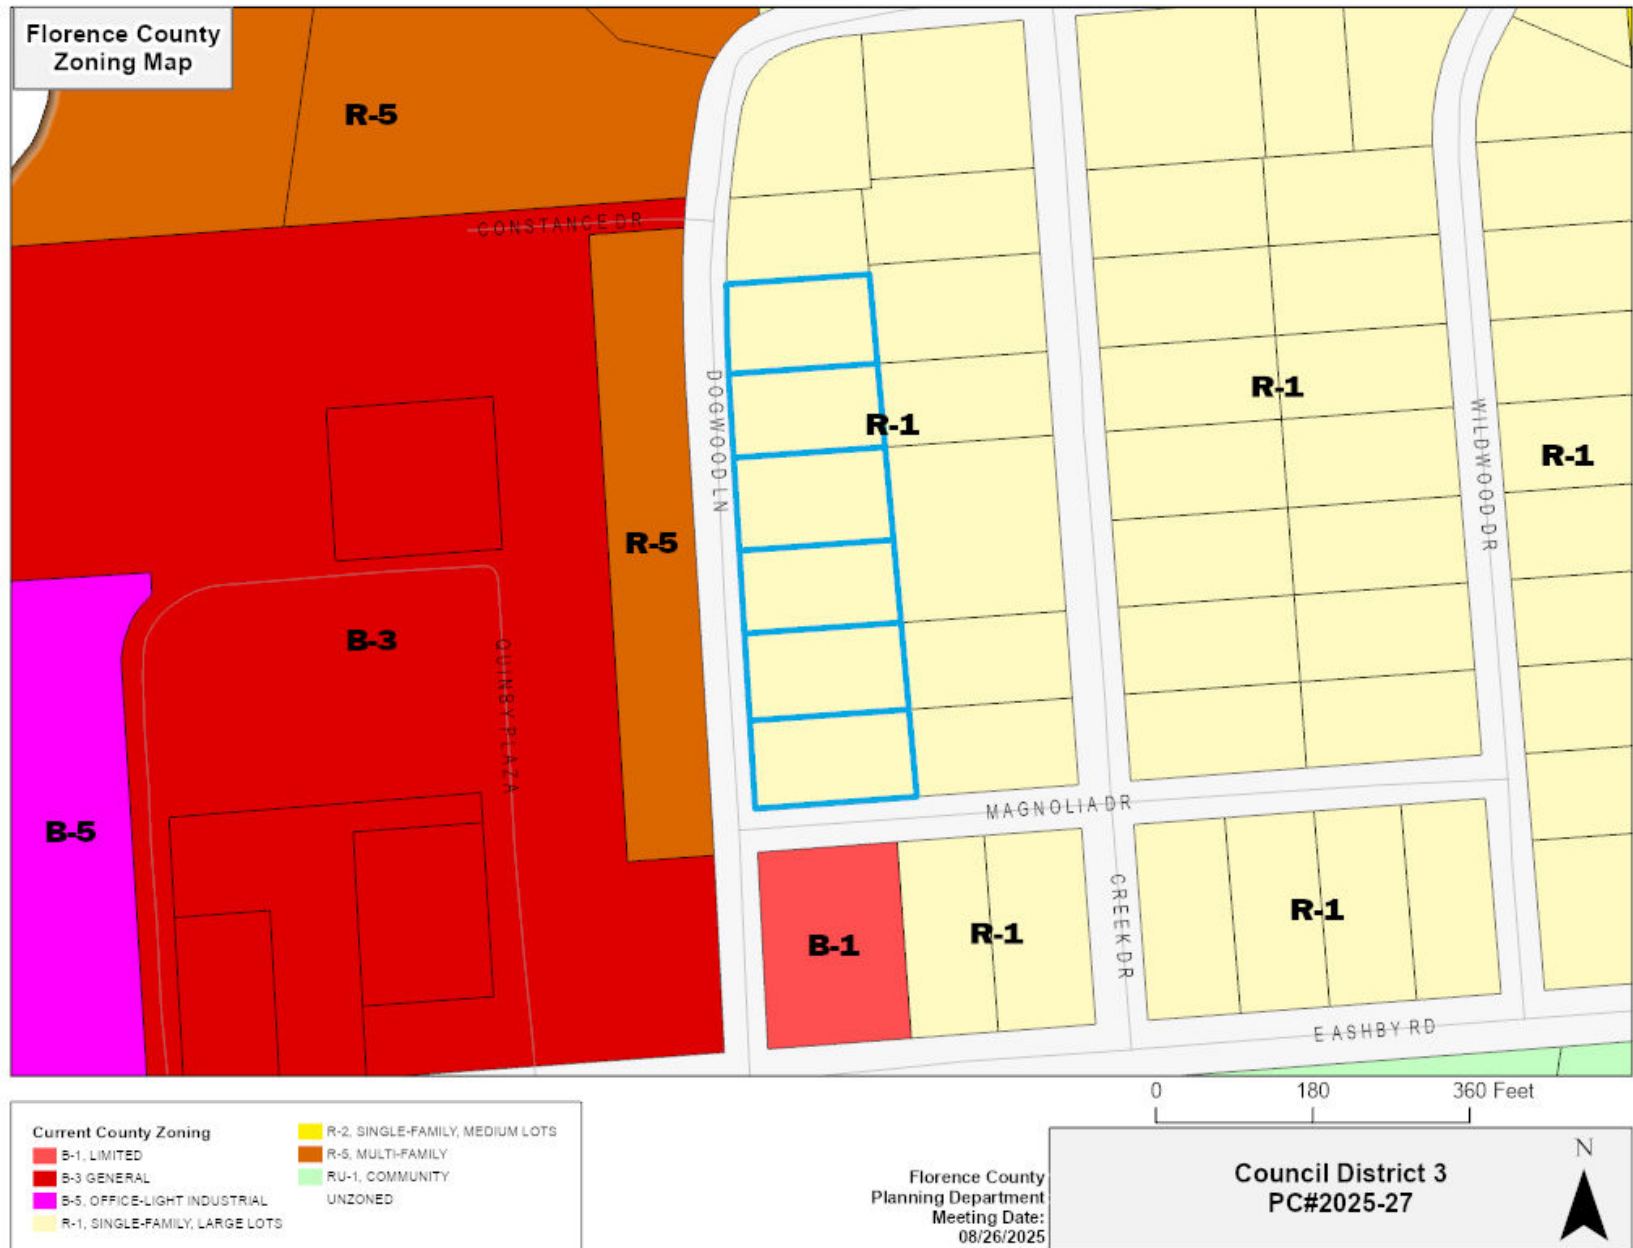 Florence County
Zoning Map
R-5
CONSTANCE DR
R-1
R-1
R-1
DOGWOOD LN
WILDWOOD DR
R-5
B-3
QUINBY PLAZA
B-5
MAGNOLIA DR
B-1
R-1
CREEK DR
R-1
E ASHBY RD
0 180 360 Feet
Current County Zoning
B-1, LIMITED
B-3 GENERAL
B-5, OFFICE-LIGHT INDUSTRIAL
R-1, SINGLE-FAMILY, LARGE LOTS
R-2, SINGLE-FAMILY, MEDIUM LOTS
R-5, MULTI-FAMILY
RU-1, COMMUNITY
UNZONED
Florence County
Planning Department
Meeting Date:
08/26/2025
Council District 3
PC#2025-27
N